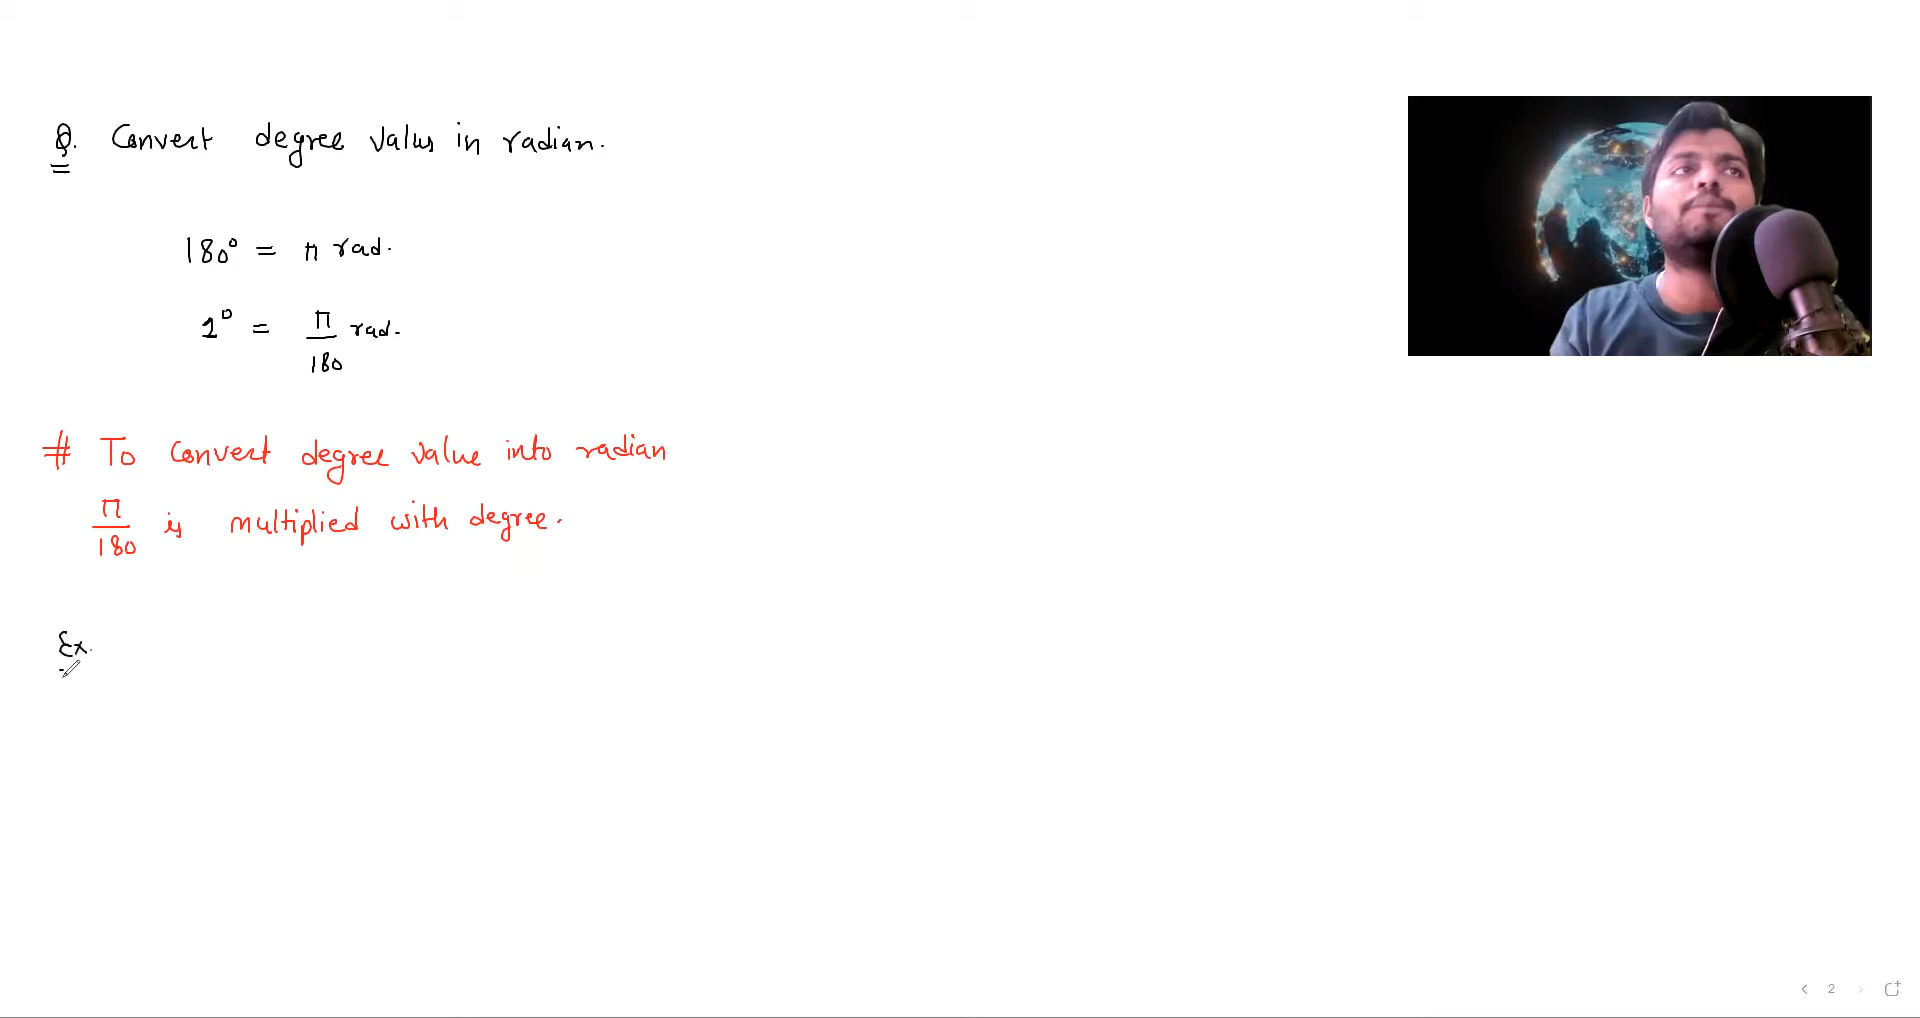 Q. Convert degree value in radian.
180° = π rad.
1° = π/180 rad.
# To Convert degree value into radian
π/180 is multiplied with degree.
Ex.
2